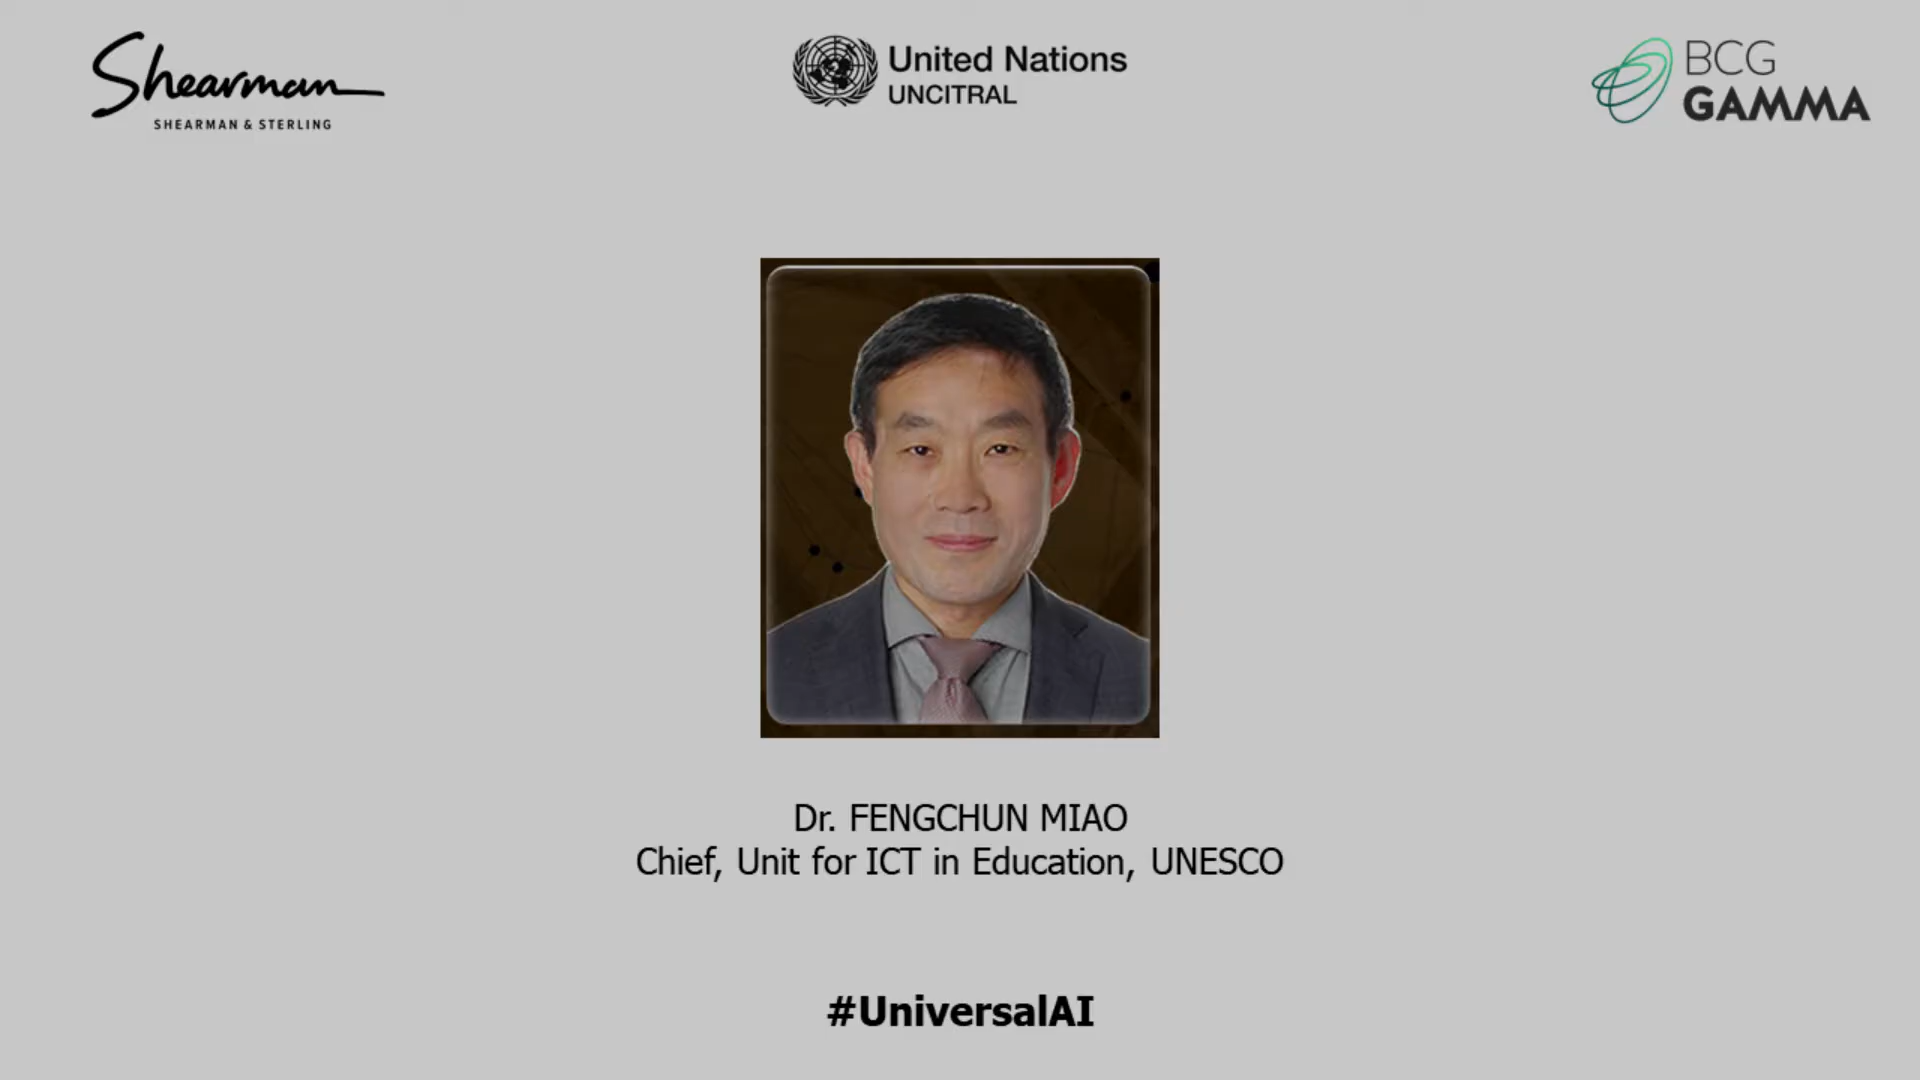 Shearman
SHEARMAN & STERLING
United Nations
UNCITRAL
BCG
GAMMA
Dr. FENGCHUN MIAO
Chief, Unit for ICT in Education, UNESCO
#UniversalAI